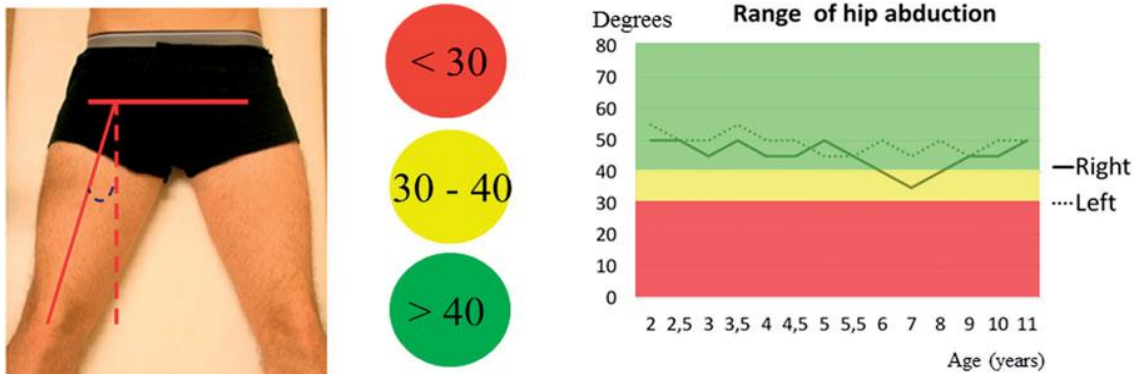 < 30
30 - 40
> 40
Range of hip abduction
Degrees
80
70
60
50
40
30
20
10
0
2 2,5 3 3,5 4 4,5 5 5,5 6 7 8 9 10 11
Age (years)
Right
Left